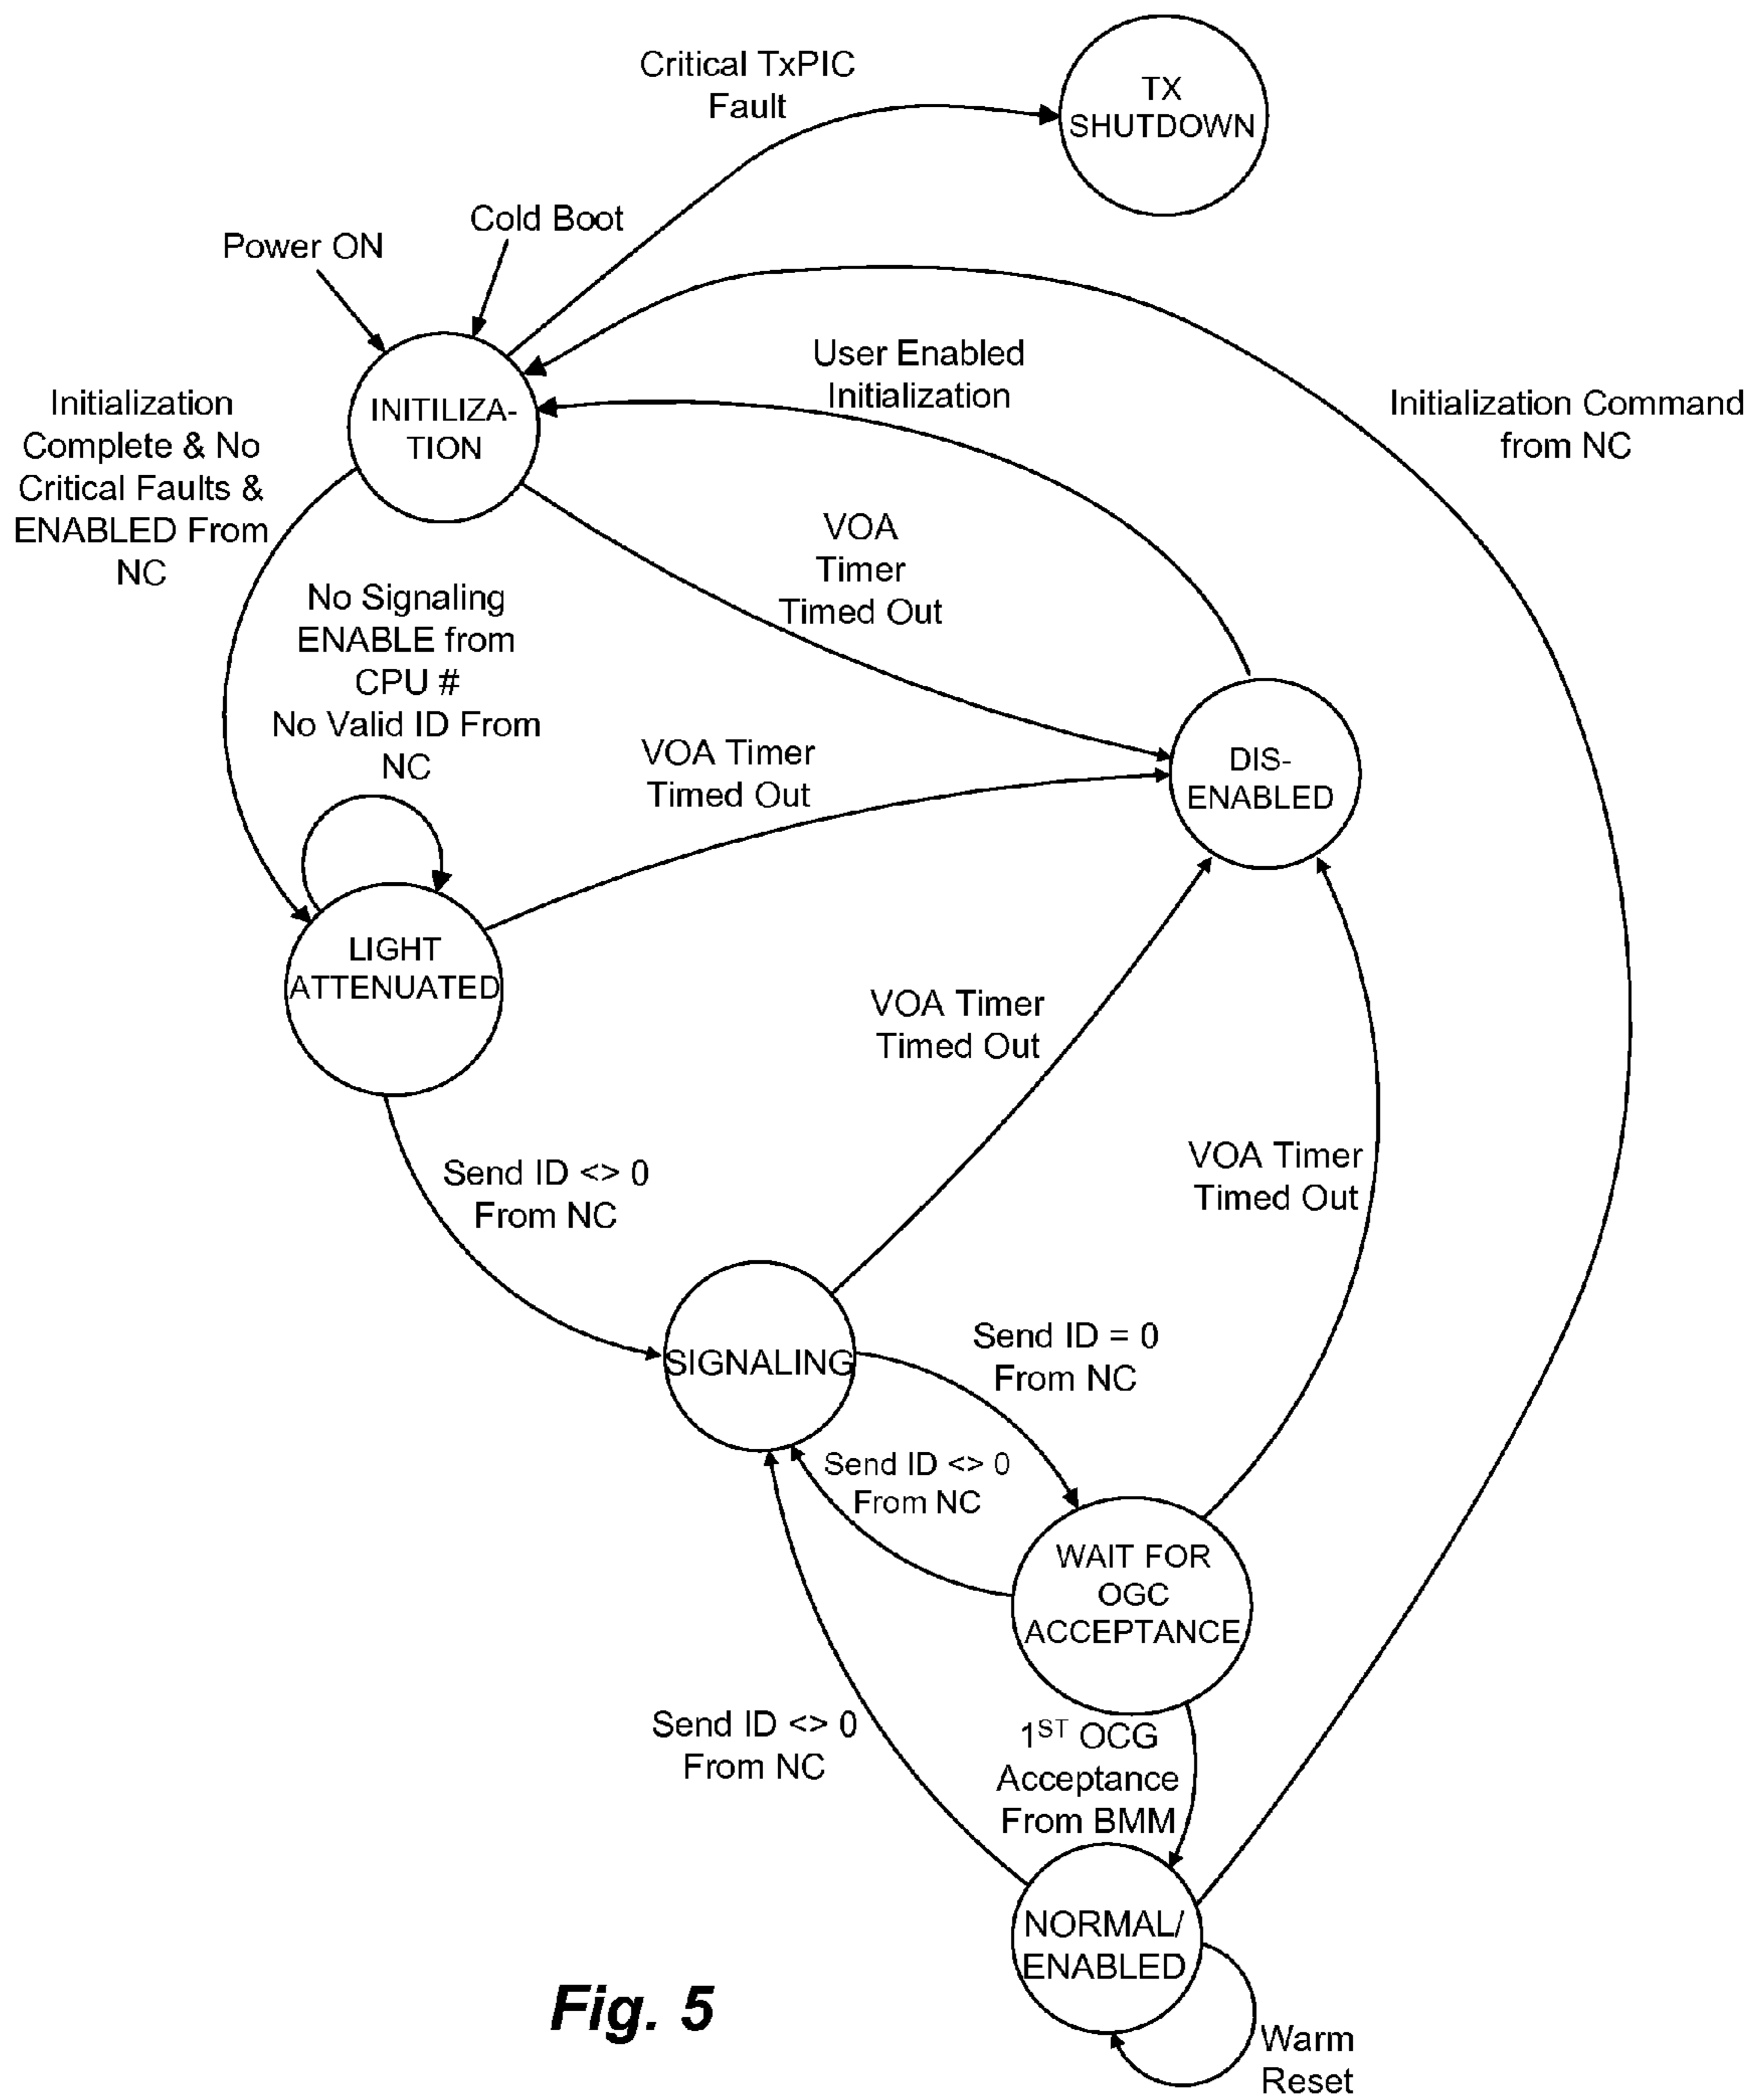 Critical TxPIC
Fault
TX
SHUTDOWN
Cold Boot
Power ON
INITILIZA-
TION
User Enabled
Initialization
Initialization Command
from NC
Initialization
Complete & No
Critical Faults &
ENABLED From
NC
VOA
Timer
Timed Out
No Signaling
ENABLE from
CPU #
No Valid ID From
NC
VOA Timer
Timed Out
DIS-
ENABLED
LIGHT
ATTENUATED
VOA Timer
Timed Out
VOA Timer
Timed Out
Send ID <> 0
From NC
SIGNALING
Send ID = 0
From NC
Send ID <> 0
From NC
WAIT FOR
OGC
ACCEPTANCE
Send ID <> 0
From NC
1ST OCG
Acceptance
From BMM
NORMAL/
ENABLED
Warm
Reset
Fig. 5